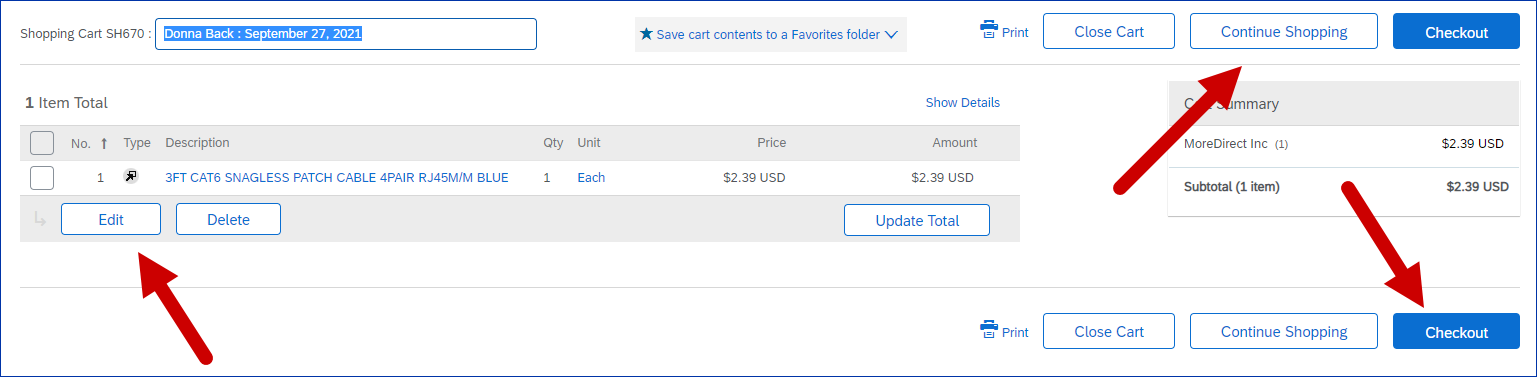 Shopping Cart SH670 : Donna Back : September 27, 2021 Save cart contents to a Favorites folder Print Close Cart Continue Shopping Checkout
1 Item Total Show Details
Summary
No. ↑ Type Description Qty Unit Price Amount
MoreDirect Inc (1) $2.39 USD
1 3FT CAT6 SNAGLESS PATCH CABLE 4PAIR RJ45M/M BLUE 1 Each $2.39 USD $2.39 USD
Subtotal (1 item) $2.39 USD
Edit Delete Update Total
Print Close Cart Continue Shopping Checkout